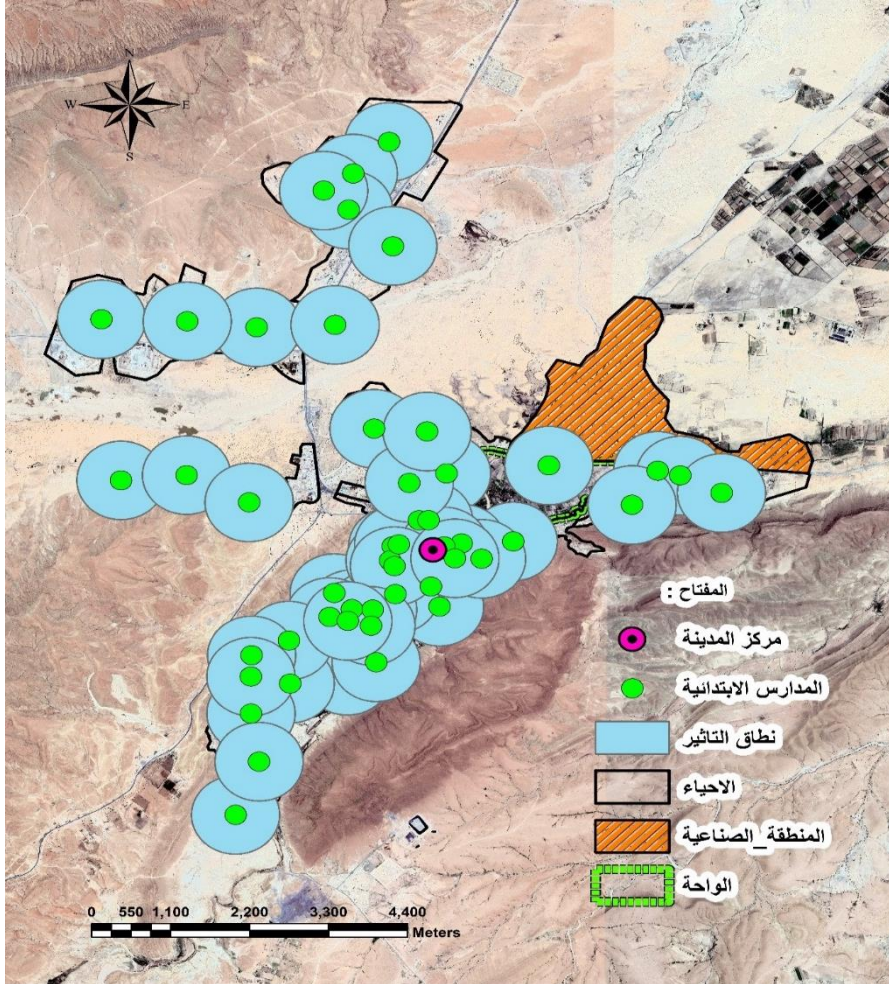 N
W E
S
المفتاح :
مركز المدينة
المدارس الابتدائية
نطاق التاثير
الاحياء
المنطقة_الصناعية
الواحة
0 550 1,100 2,200 3,300 4,400
Meters